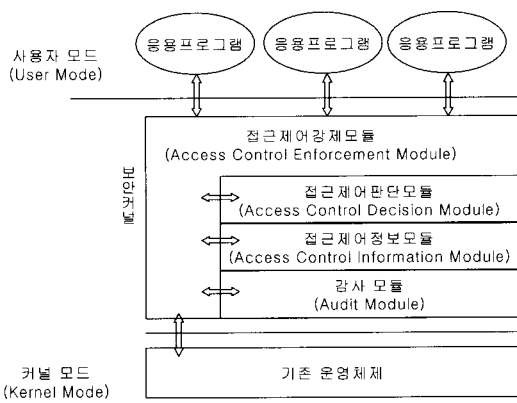 응용프로그램
응용프로그램
응용프로그램
사용자 모드
(User Mode)
접근제어강제모듈
(Access Control Enforcement Module)
보안커널
접근제어판단모듈
(Access Control Decision Module)
접근제어정보모듈
(Access Control Information Module)
감사 모듈
(Audit Module)
커널 모드
(Kernel Mode)
기존 운영체제